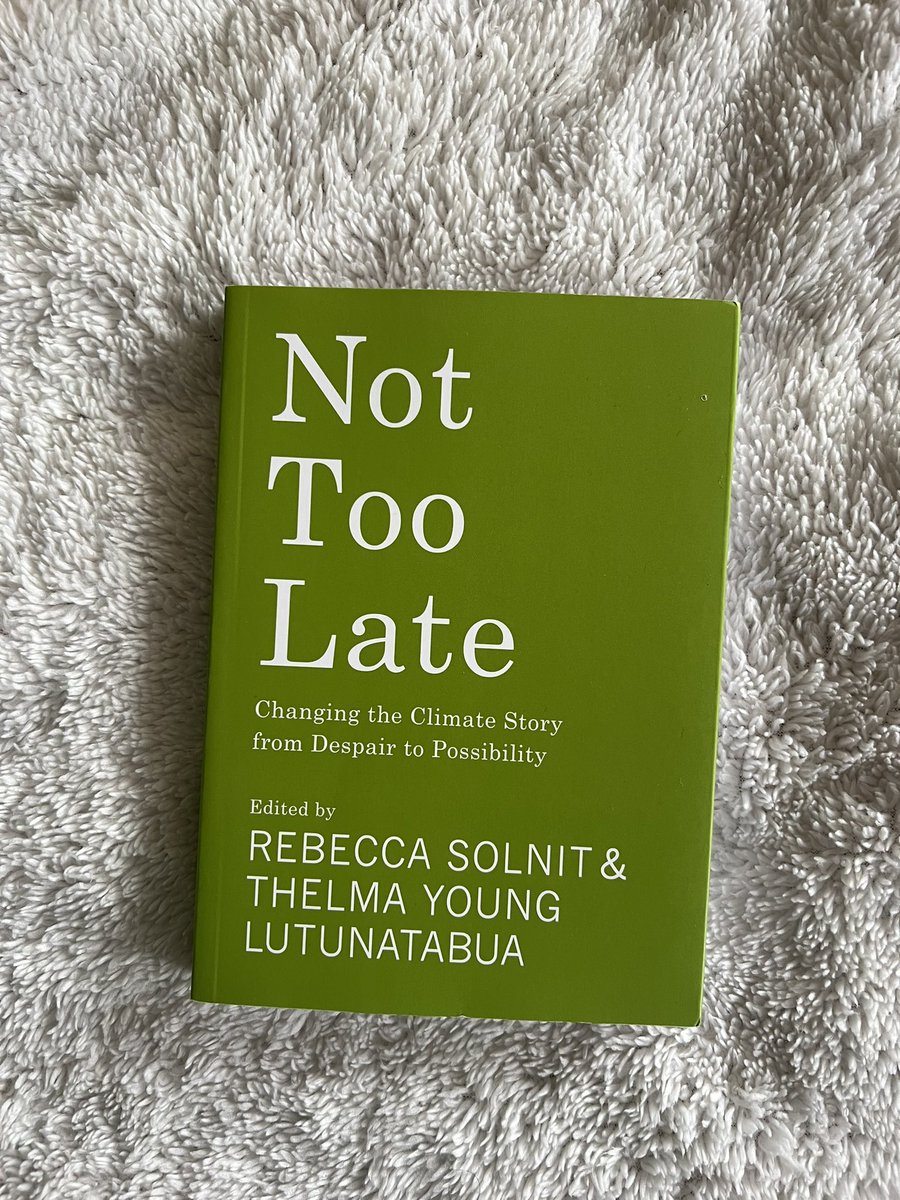 Not
Too
Late
Changing the Climate Story
from Despair to Possibility
Edited by
REBECCA SOLNIT &
THELMA YOUNG
LUTUNATABUA